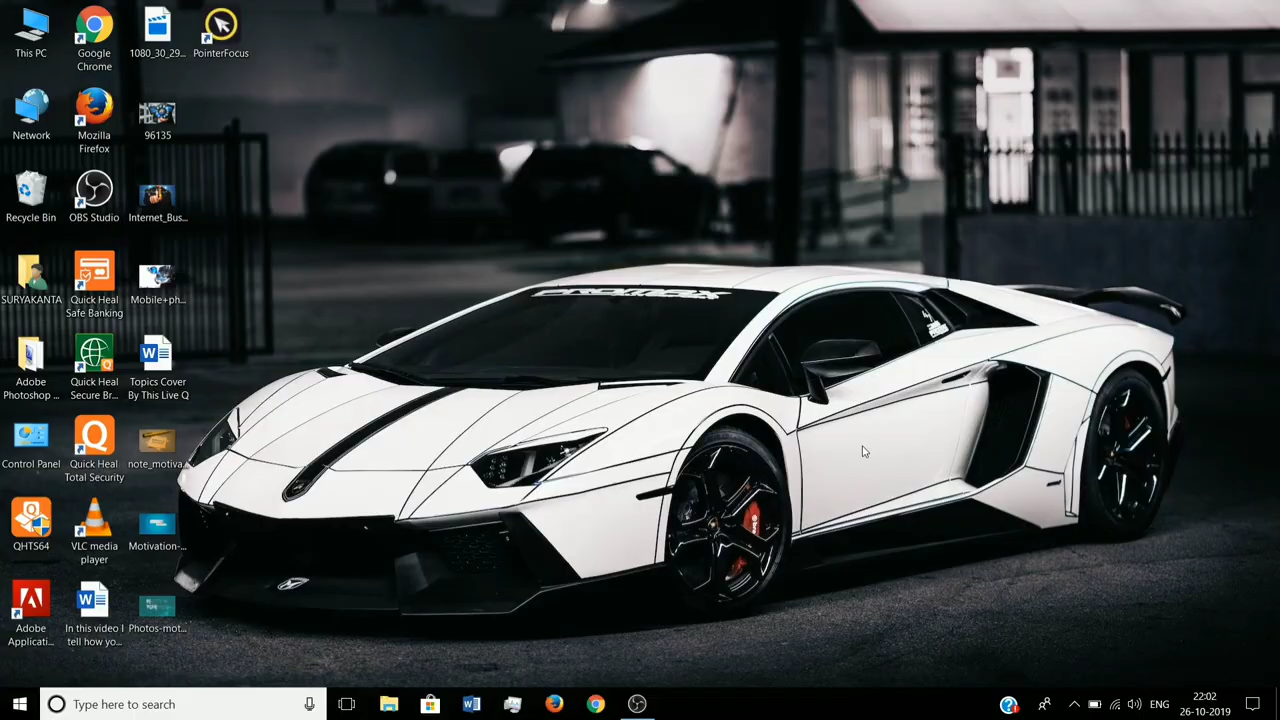 This PC
Google
Chrome
1080_30_29...
PointerFocus
Network
Mozilla
Firefox
96135
Recycle Bin
OBS Studio
Internet_Bus...
SURYAKANTA
Quick Heal
Safe Banking
Mobile+ph...
Adobe
Photoshop ...
Quick Heal
Secure Br...
Topics Cover
By This Live Q
Control Panel
Quick Heal
Total Security
note_motiva...
QHTS64
VLC media
player
Motivation-...
Adobe
Applicati...
In this video I
tell how yo...
Photos-mot...
Type here to search
ENG
22:02
26-10-2019